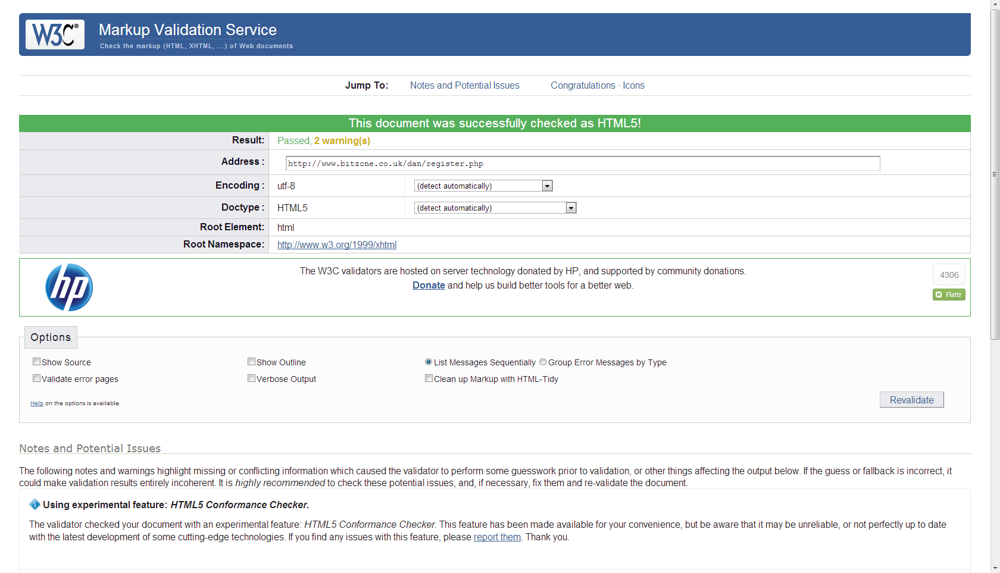 W3C®
Markup Validation Service
Check the markup (HTML, XHTML, ...) of Web documents
Jump To: Notes and Potential Issues Congratulations · Icons
This document was successfully checked as HTML5!
Result: Passed, 2 warning(s)
Address : http://www.bitzone.co.uk/dan/register.php
Encoding : utf-8 (detect automatically)
Doctype : HTML5 (detect automatically)
Root Element: html
Root Namespace: http://www.w3.org/1999/xhtml
hp
The W3C validators are hosted on server technology donated by HP, and supported by community donations.
Donate and help us build better tools for a better web.
4306
Flattr
Options
Show Source Show Outline List Messages Sequentially Group Error Messages by Type
Validate error pages Verbose Output Clean up Markup with HTML-Tidy
Help on the options is available.
Revalidate
Notes and Potential Issues
The following notes and warnings highlight missing or conflicting information which caused the validator to perform some guesswork prior to validation, or other things affecting the output below. If the guess or fallback is incorrect, it
could make validation results entirely incoherent. It is highly recommended to check these potential issues, and, if necessary, fix them and re-validate the document.
Using experimental feature: HTML5 Conformance Checker.
The validator checked your document with an experimental feature: HTML5 Conformance Checker. This feature has been made available for your convenience, but be aware that it may be unreliable, or not perfectly up to date
with the latest development of some cutting-edge technologies. If you find any issues with this feature, please report them. Thank you.